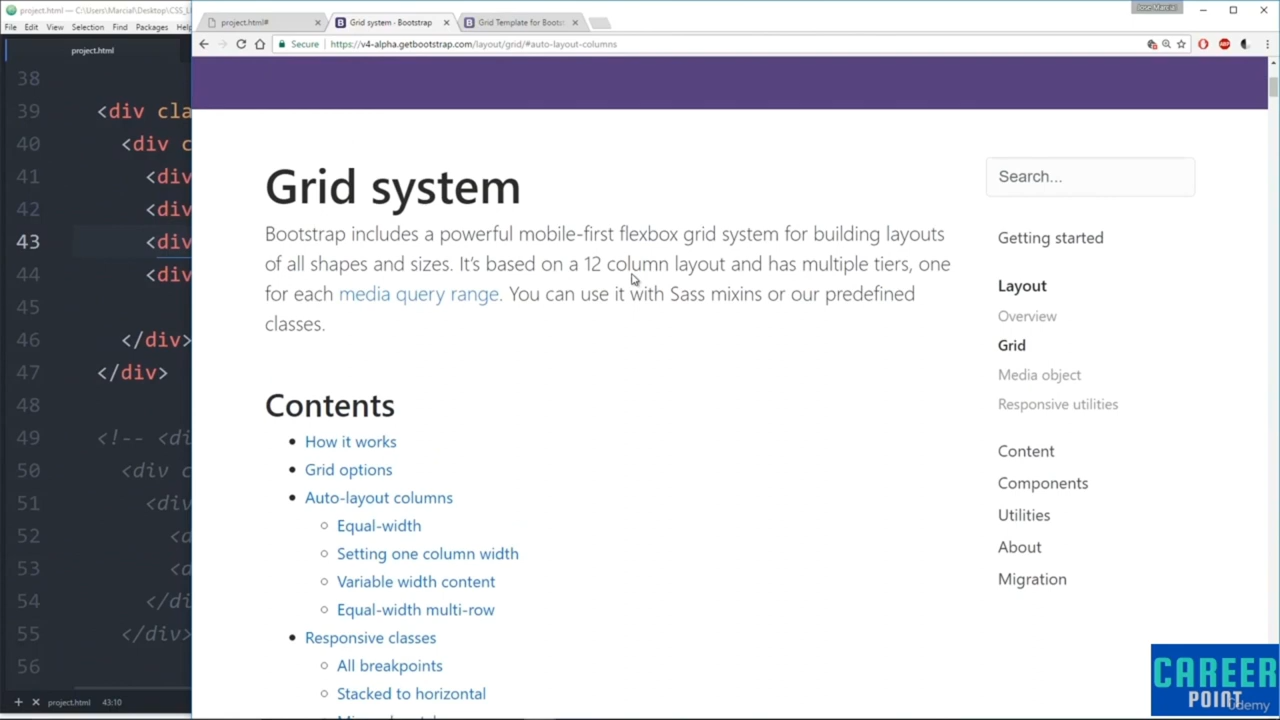 project.html — C:\Users\Marcial\Desktop\CSS_L
File Edit View Selection Find Packages Hel
project.html
38
39 <div cla
40 <div c
41 <div
42 <div
43 <div
44 <div
45
46 </div>
47 </div>
48
49 <!-- <di
50 <div c
51 <div
52 <a
53 <a
54 </di
55 </div>
56
project.html 43:10
Jose Marcial
project.html#
Grid system · Bootstrap
Grid Template for Bootst
Secure https://v4-alpha.getbootstrap.com/layout/grid/#auto-layout-columns
Grid system
Bootstrap includes a powerful mobile-first flexbox grid system for building layouts
of all shapes and sizes. It’s based on a 12 column layout and has multiple tiers, one
for each media query range. You can use it with Sass mixins or our predefined
classes.
Contents
How it works
Grid options
Auto-layout columns
Equal-width
Setting one column width
Variable width content
Equal-width multi-row
Responsive classes
All breakpoints
Stacked to horizontal
Search...
Getting started
Layout
Overview
Grid
Media object
Responsive utilities
Content
Components
Utilities
About
Migration
CAREER
POINT
Udemy